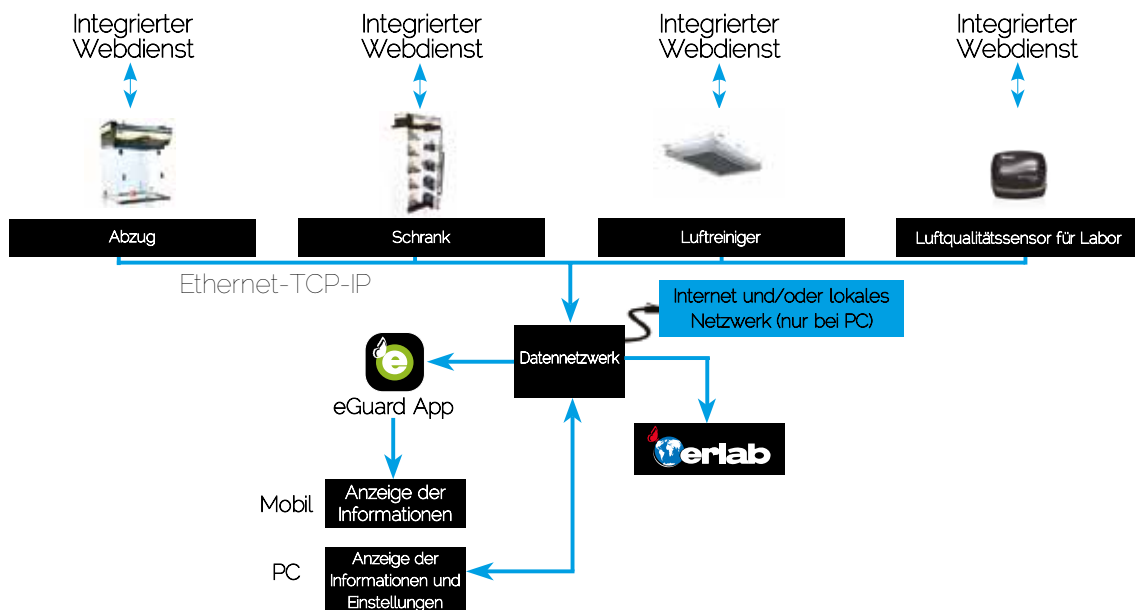 Integrierter
Webdienst
Integrierter
Webdienst
Integrierter
Webdienst
Integrierter
Webdienst
Abzug
Schrank
Luftreiniger
Luftqualitätssensor für Labor
Ethernet-TCP-IP
Internet und/oder lokales
Netzwerk (nur bei PC)
Datennetzwerk
e
eGuard App
erlab
Mobil
Anzeige der
Informationen
PC
Anzeige der
Informationen und
Einstellungen